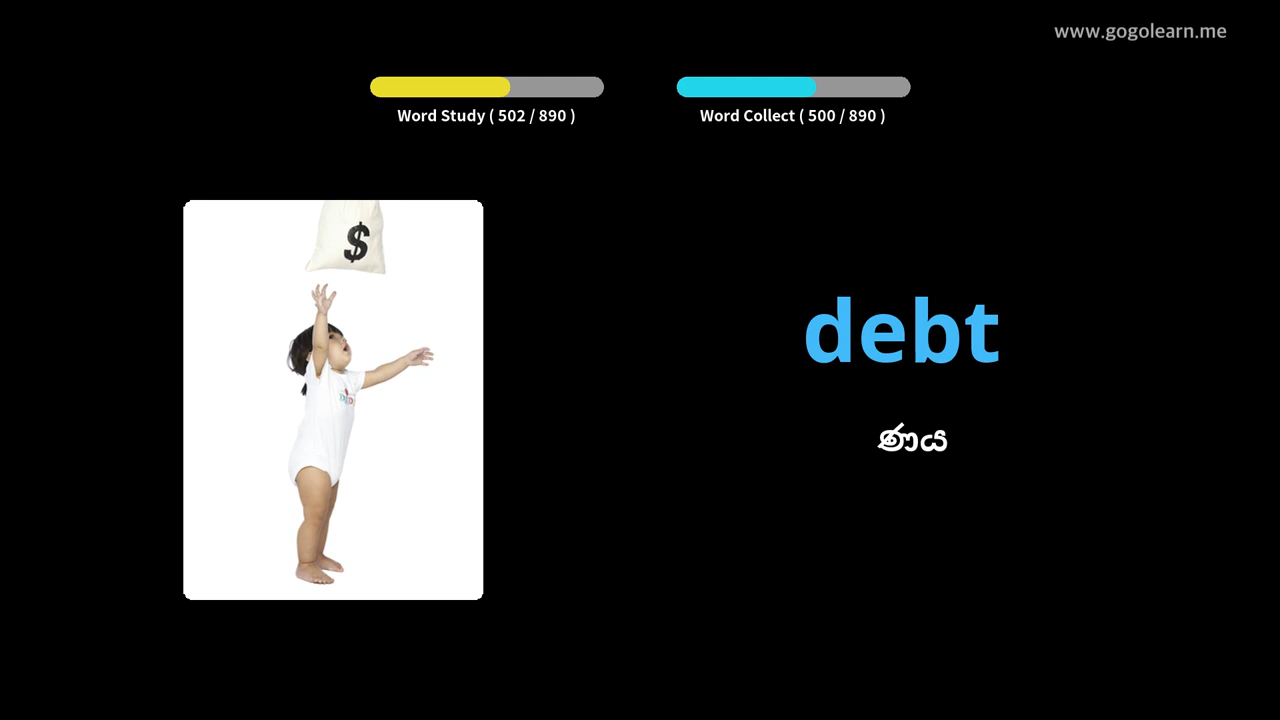 www.gogolearn.me
Word Study ( 502 / 890 )
Word Collect ( 500 / 890 )
$
debt
ණය